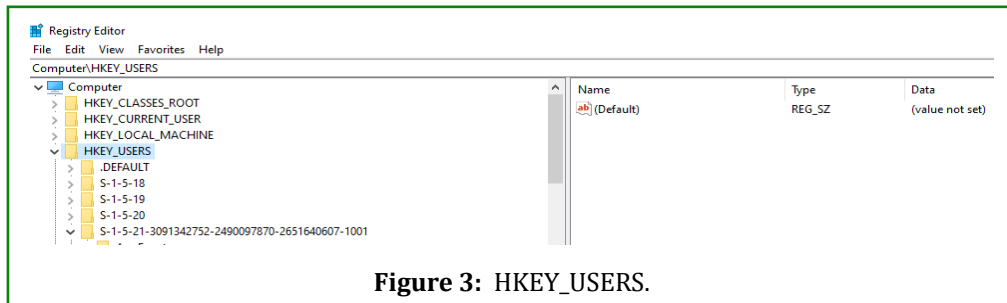 Registry Editor
File Edit View Favorites Help
Computer\HKEY_USERS
Computer
HKEY_CLASSES_ROOT
HKEY_CURRENT_USER
HKEY_LOCAL_MACHINE
HKEY_USERS
.DEFAULT
S-1-5-18
S-1-5-19
S-1-5-20
S-1-5-21-3091342752-2490097870-2651640607-1001
Name Type Data
ab (Default) REG_SZ (value not set)
Figure 3: HKEY_USERS.